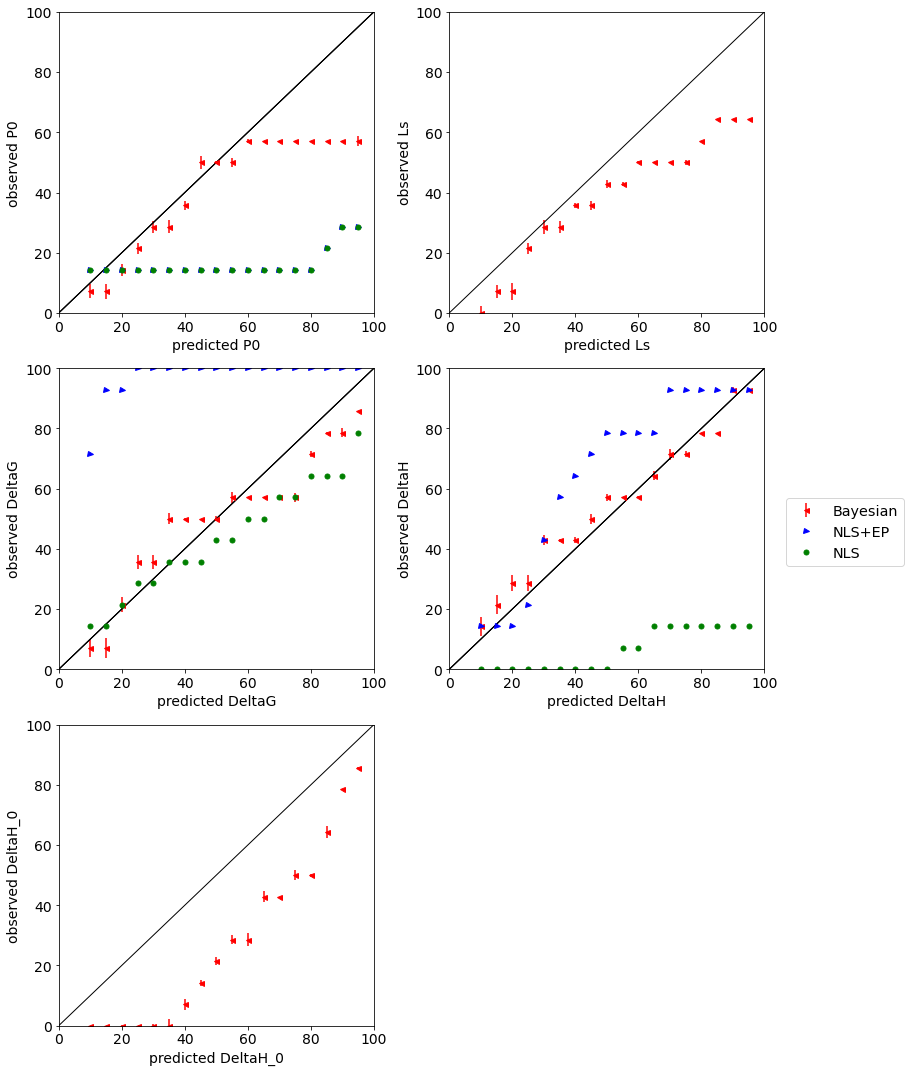 100
80
60
40
20
0
observed P0
0 20 40 60 80 100
predicted P0
100
80
60
40
20
0
observed Ls
0 20 40 60 80 100
predicted Ls
100
80
60
40
20
0
observed DeltaG
0 20 40 60 80 100
predicted DeltaG
100
80
60
40
20
0
observed DeltaH
0 20 40 60 80 100
predicted DeltaH
Bayesian
NLS+EP
NLS
100
80
60
40
20
0
observed DeltaH_0
0 20 40 60 80 100
predicted DeltaH_0